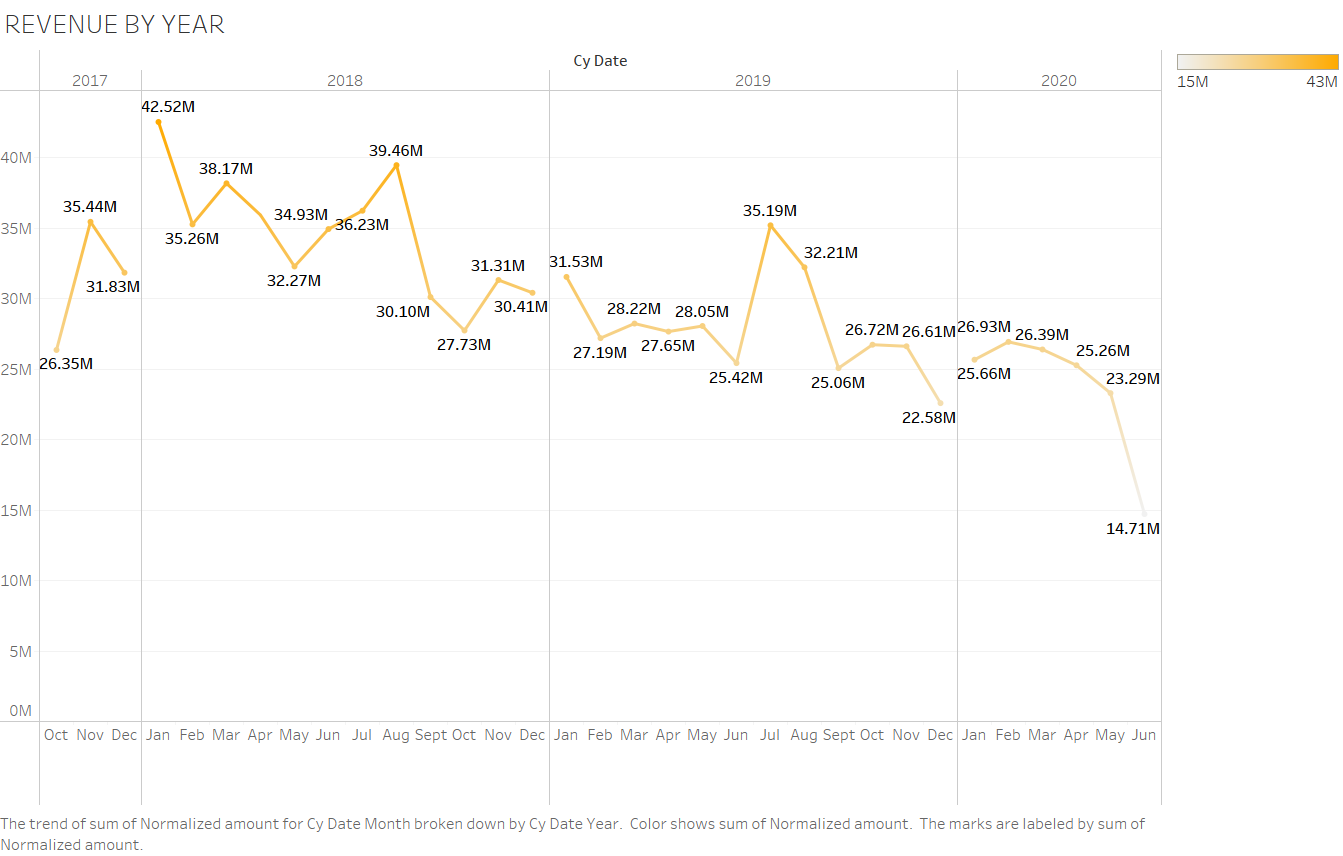 REVENUE BY YEAR
Cy Date
2017 2018 2019 2020
15M 43M
40M
35M
30M
25M
20M
15M
10M
5M
0M
26.35M
35.44M
31.83M
42.52M
35.26M
38.17M
32.27M
34.93M
36.23M
39.46M
30.10M
27.73M
31.31M
30.41M
31.53M
27.19M
28.22M
27.65M
28.05M
25.42M
35.19M
32.21M
25.06M
26.72M
26.61M
22.58M
25.66M
26.93M
26.39M
25.26M
23.29M
14.71M
Oct Nov Dec Jan Feb Mar Apr May Jun Jul Aug Sept Oct Nov Dec Jan Feb Mar Apr May Jun Jul Aug Sept Oct Nov Dec Jan Feb Mar Apr May Jun
The trend of sum of Normalized amount for Cy Date Month broken down by Cy Date Year.  Color shows sum of Normalized amount.  The marks are labeled by sum of
Normalized amount.